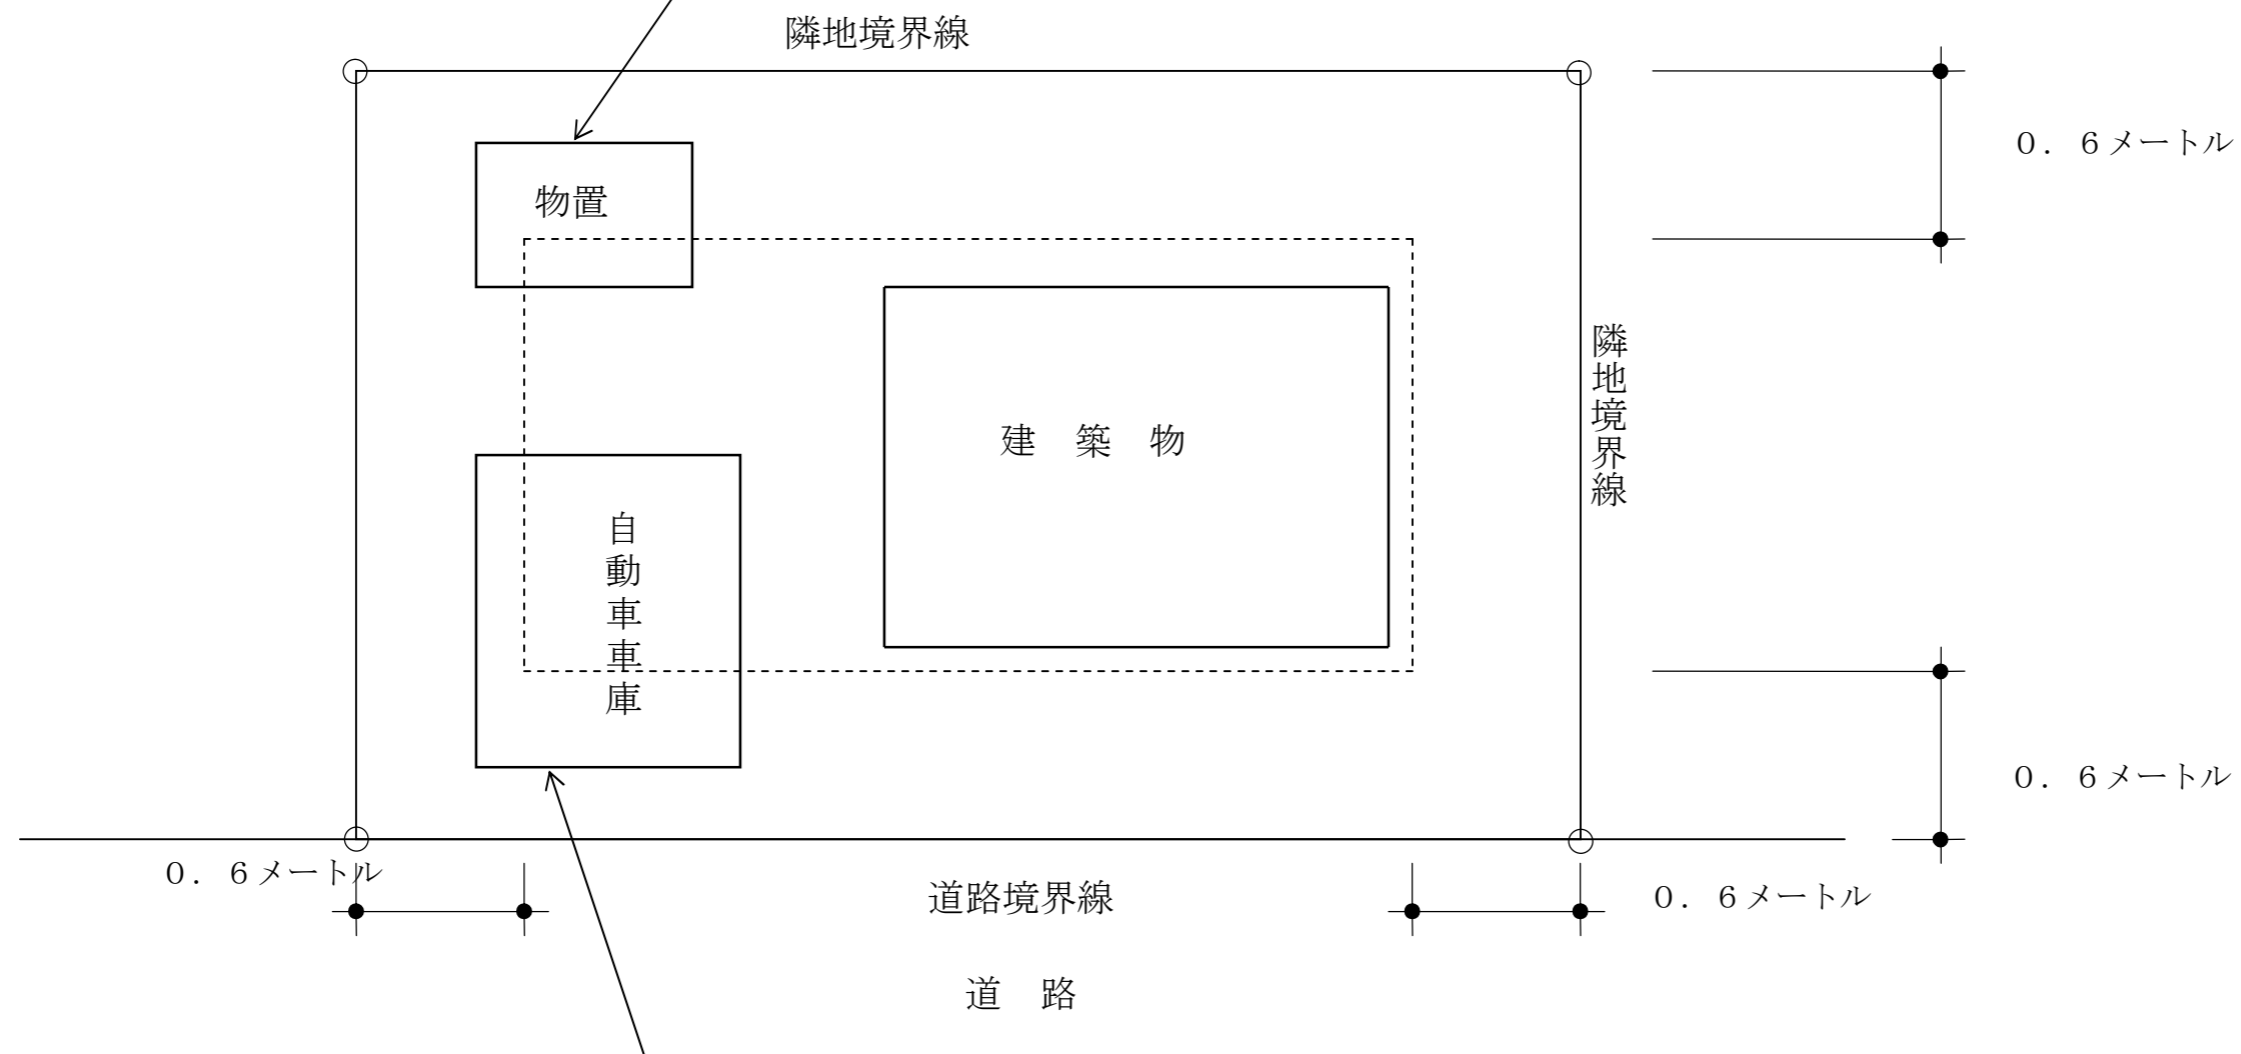 隣地境界線
０．６メートル
物置
隣地境界線
建　築　物
自動車車庫
０．６メートル
０．６メートル
道路境界線
０．６メートル
道　路